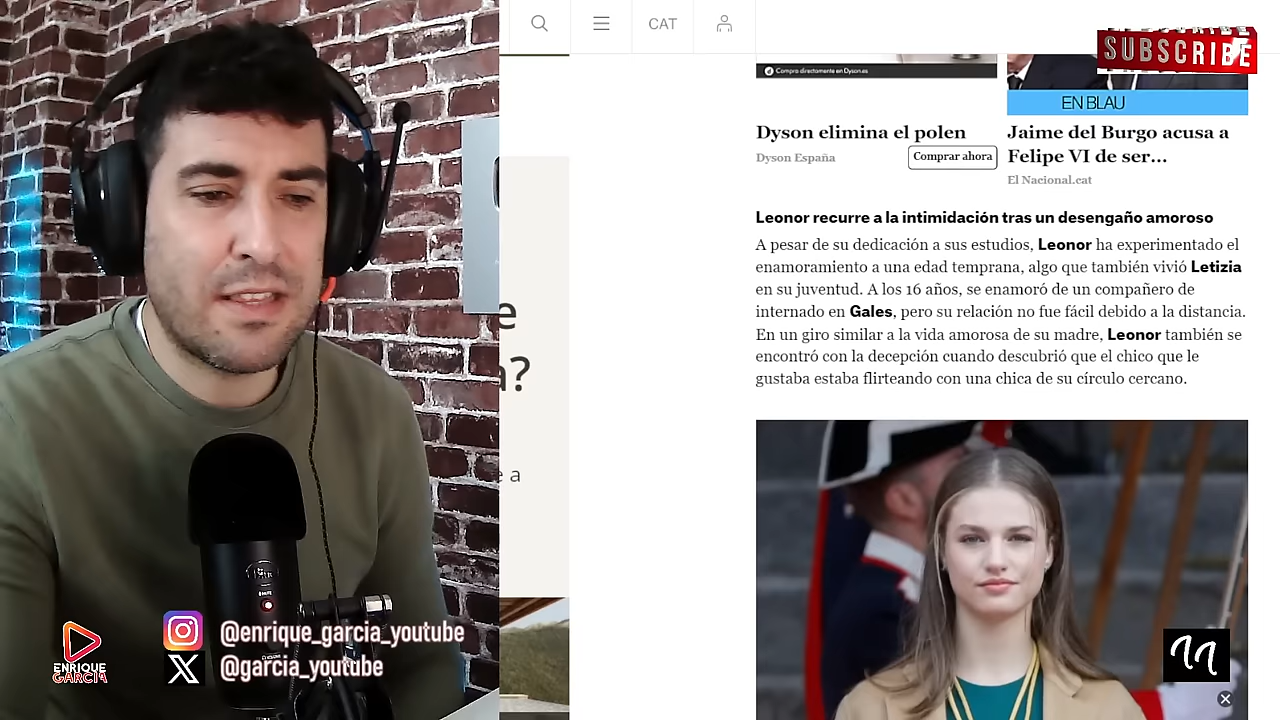 CAT
SUBSCRIBE
Compra directamente en Dyson.es
EN BLAU
Dyson elimina el polen
Dyson España
Comprar ahora
Jaime del Burgo acusa a
Felipe VI de ser...
El Nacional.cat
Leonor recurre a la intimidación tras un desengaño amoroso
A pesar de su dedicación a sus estudios, Leonor ha experimentado el
enamoramiento a una edad temprana, algo que también vivió Letizia
en su juventud. A los 16 años, se enamoró de un compañero de
internado en Gales, pero su relación no fue fácil debido a la distancia.
En un giro similar a la vida amorosa de su madre, Leonor también se
encontró con la decepción cuando descubrió que el chico que le
gustaba estaba flirteando con una chica de su círculo cercano.
e
a?
e a
@enrique_garcia_youtube
@garcia_youtube
ENRIQUE
GARCIA